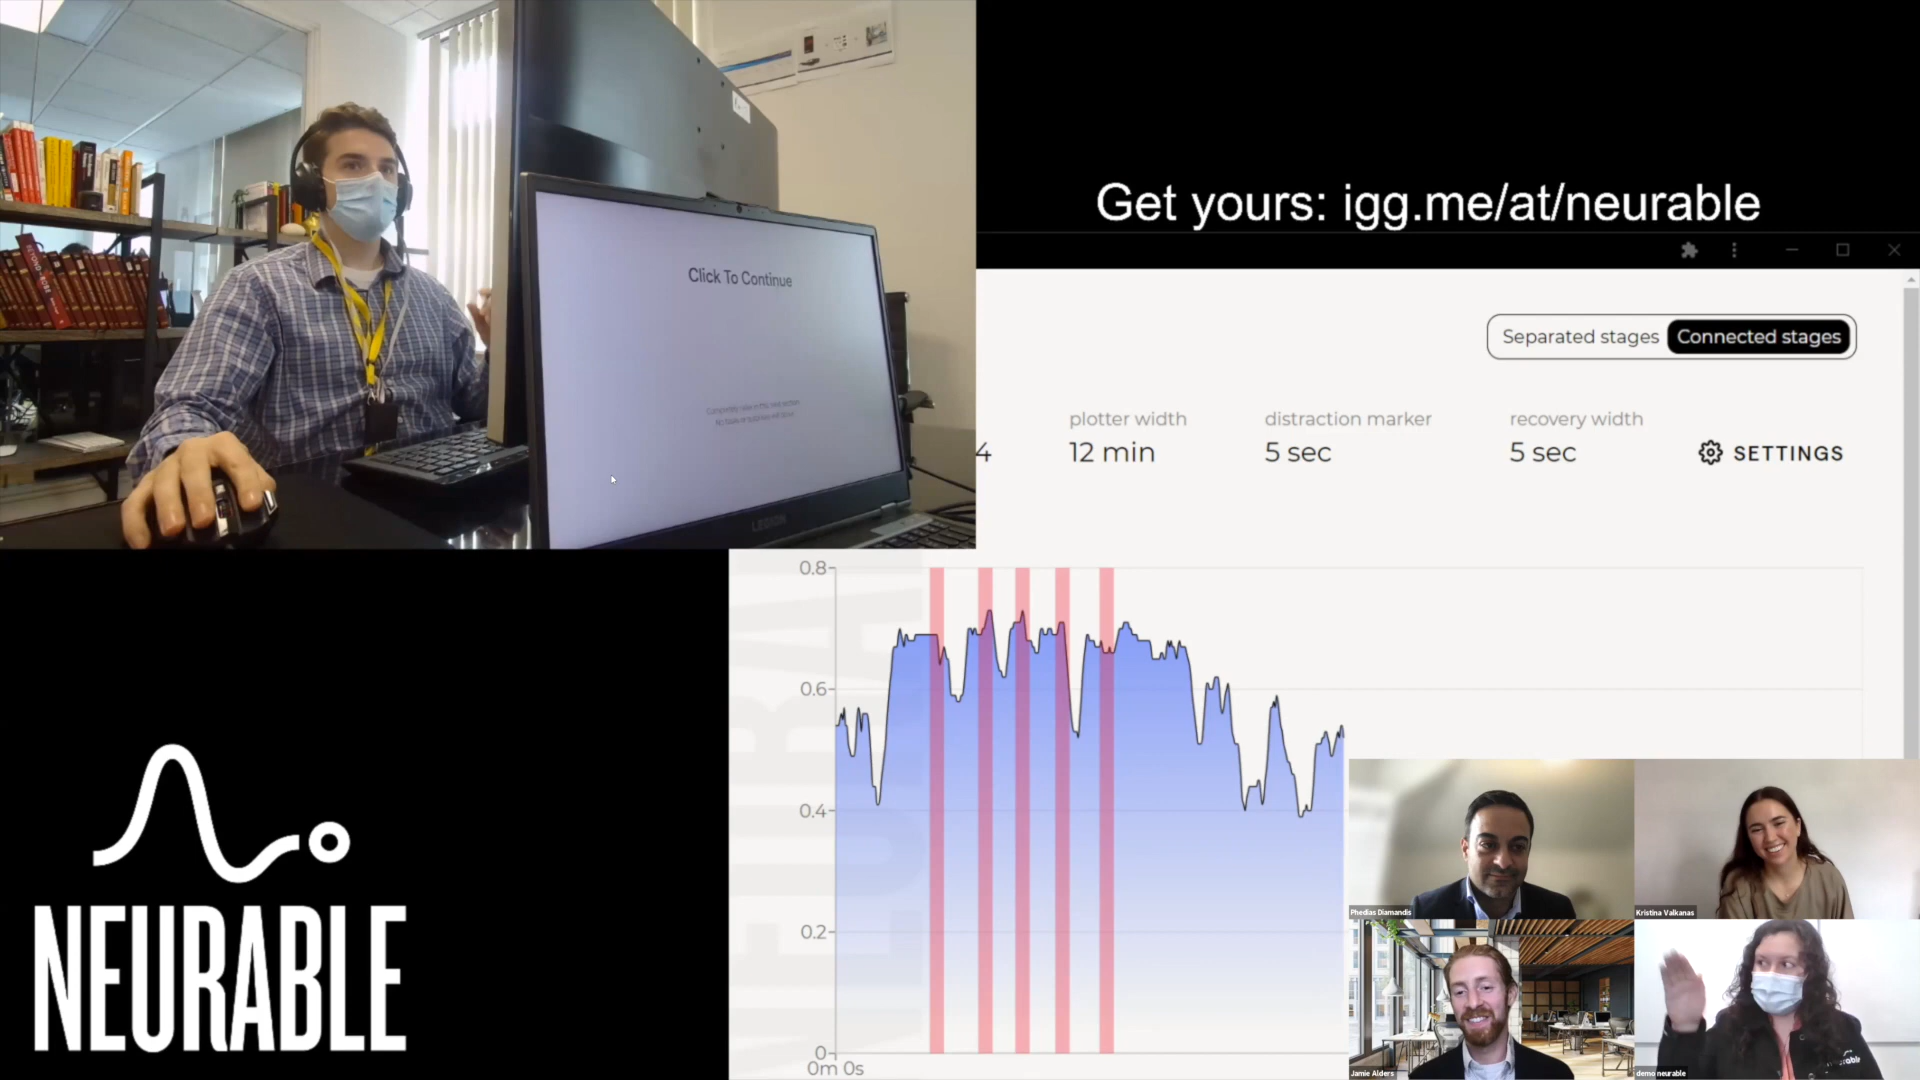 Click To Continue
LEGION
Get yours: igg.me/at/neurable
Separated stages
Connected stages
4
plotter width
12 min
distraction marker
5 sec
recovery width
5 sec
SETTINGS
0.8
0.6
0.4
0.2
0
0m 0s
NEURABLE
Phedias Diamandis
Kristina Valkanas
Jamie Alders
demo neurable